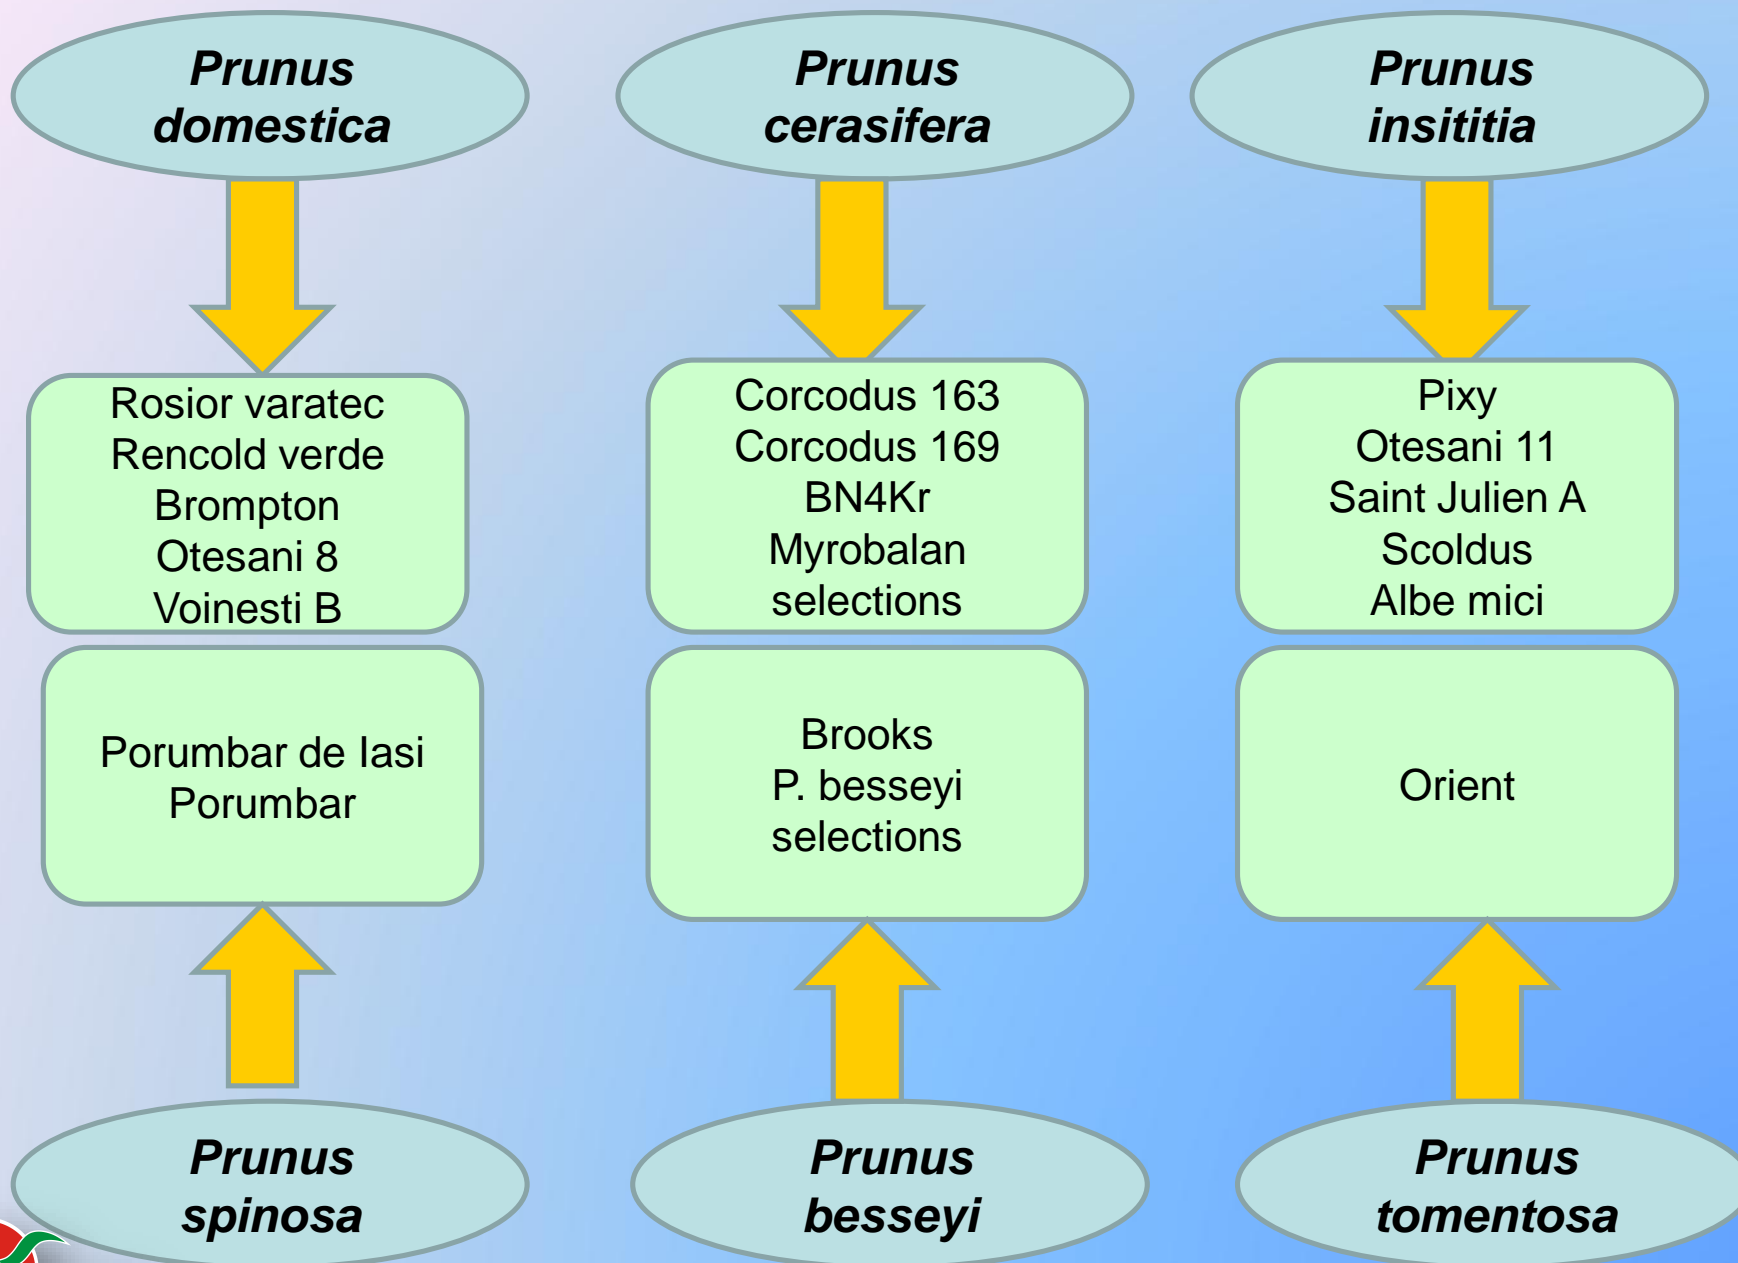 Prunus
domestica
Prunus
cerasifera
Prunus
insititia
Rosior varatec
Rencold verde
Brompton
Otesani 8
Voinesti B
Corcodus 163
Corcodus 169
BN4Kr
Myrobalan
selections
Pixy
Otesani 11
Saint Julien A
Scoldus
Albe mici
Porumbar de Iasi
Porumbar
Brooks
P. besseyi
selections
Orient
Prunus
spinosa
Prunus
besseyi
Prunus
tomentosa